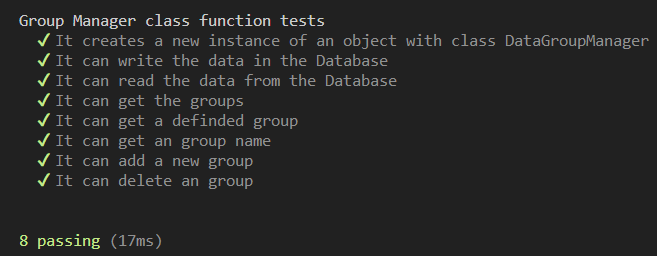 Group Manager class function tests
✓ It creates a new instance of an object with class DataGroupManager
✓ It can write the data in the Database
✓ It can read the data from the Database
✓ It can get the groups
✓ It can get a definded group
✓ It can get an group name
✓ It can add a new group
✓ It can delete an group
8 passing (17ms)